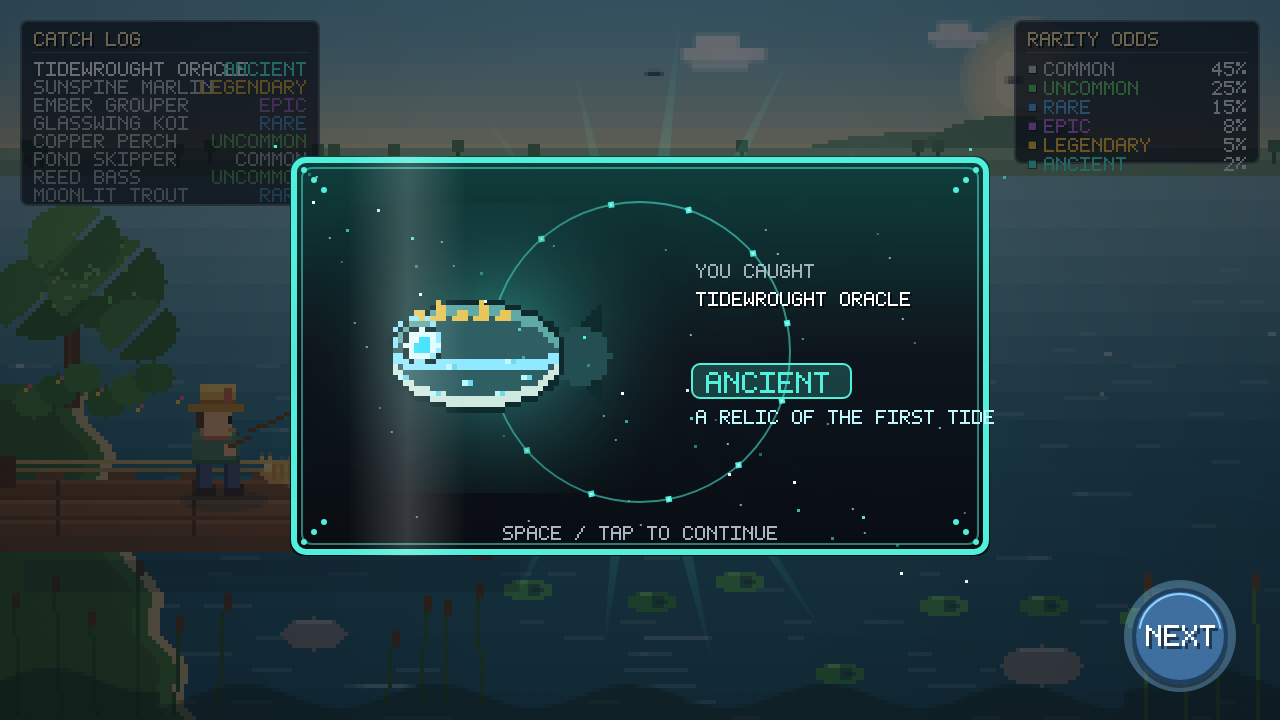 CATCH LOG
TIDEWROUGHT ORACLE ANCIENT
SUNSPINE MARLIN LEGENDARY
EMBER GROUPER EPIC
GLASSWING KOI RARE
COPPER PERCH UNCOMMON
POND SKIPPER COMMON
REED BASS UNCOMMON
MOONLIT TROUT RARE
RARITY ODDS
COMMON 45%
UNCOMMON 25%
RARE 15%
EPIC 8%
LEGENDARY 5%
ANCIENT 2%
YOU CAUGHT
TIDEWROUGHT ORACLE
ANCIENT
A RELIC OF THE FIRST TIDE
SPACE / TAP TO CONTINUE
NEXT